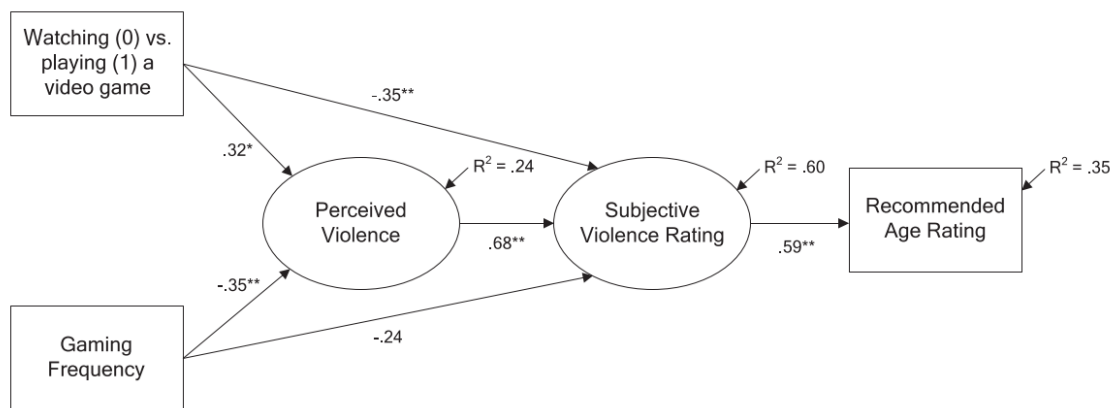 Watching (0) vs.
playing (1) a
video game
-.35**
.32*
R² = .24
R² = .60
R² = .35
Perceived
Violence
Subjective
Violence Rating
Recommended
Age Rating
.68**
.59**
-.35**
-.24
Gaming
Frequency